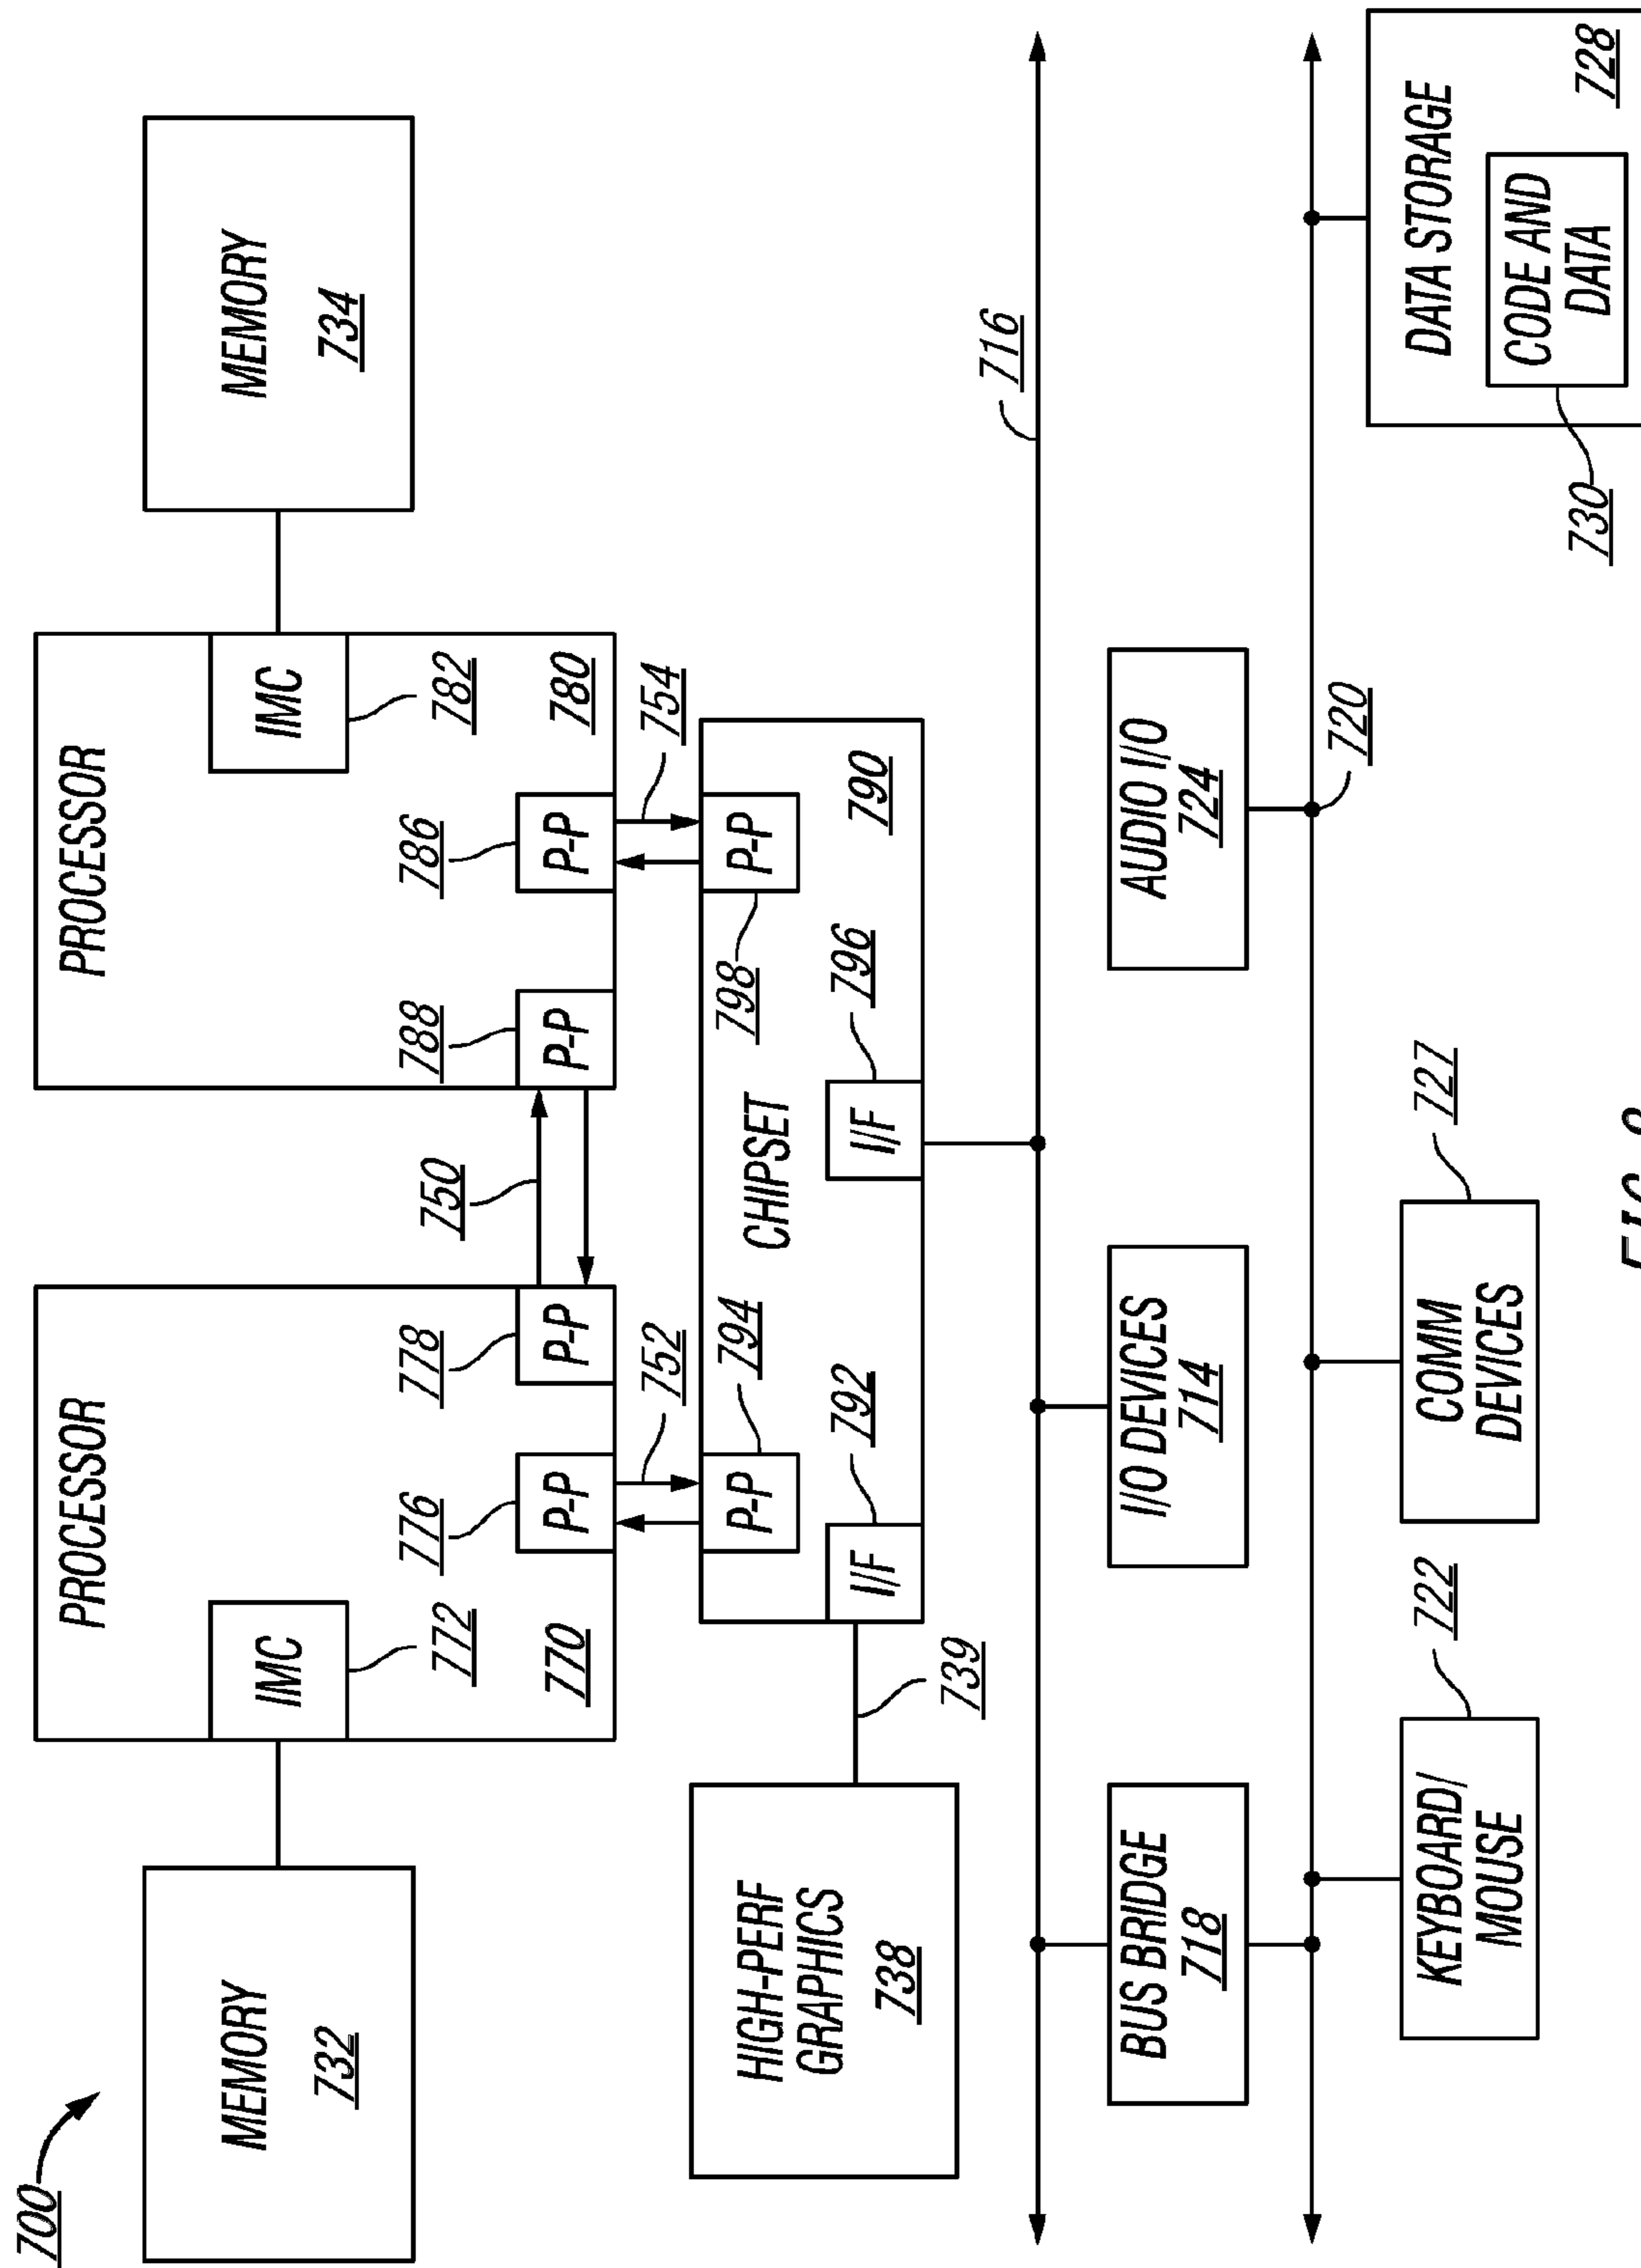 700
MEMORY
732
PROCESSOR
IMC
772
770
776
P-P
778
P-P
750
PROCESSOR
788
P-P
786
P-P
IMC
782
780
MEMORY
734
752
754
HIGH-PERF
GRAPHICS
738
739
P-P
794
I/F
792
CHIPSET
P-P
798
I/F
796
790
716
BUS BRIDGE
718
I/O DEVICES
714
AUDIO I/O
724
720
KEYBOARD/
MOUSE
722
COMM
DEVICES
727
DATA STORAGE
CODE AND
DATA
728
730